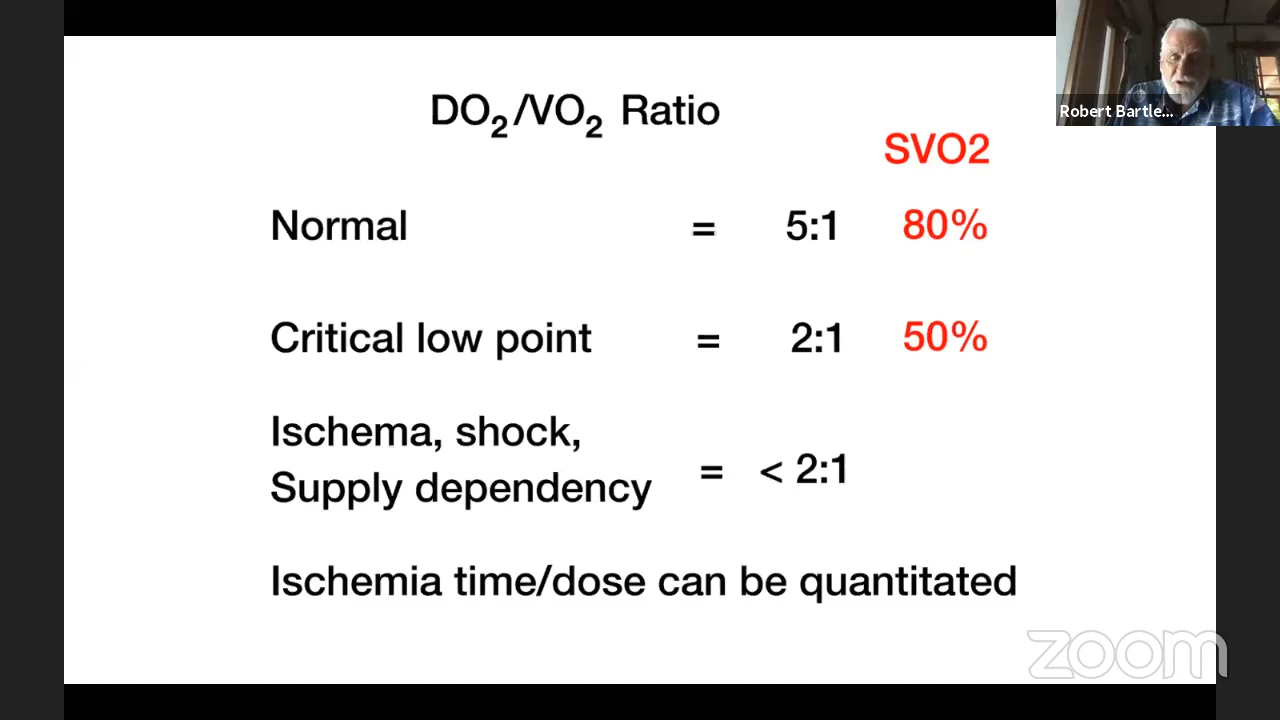 DO₂/VO₂ Ratio
SVO2
Normal = 5:1 80%
Critical low point = 2:1 50%
Ischema, shock,
Supply dependency = < 2:1
Ischemia time/dose can be quantitated
Robert Bartle...
zoom